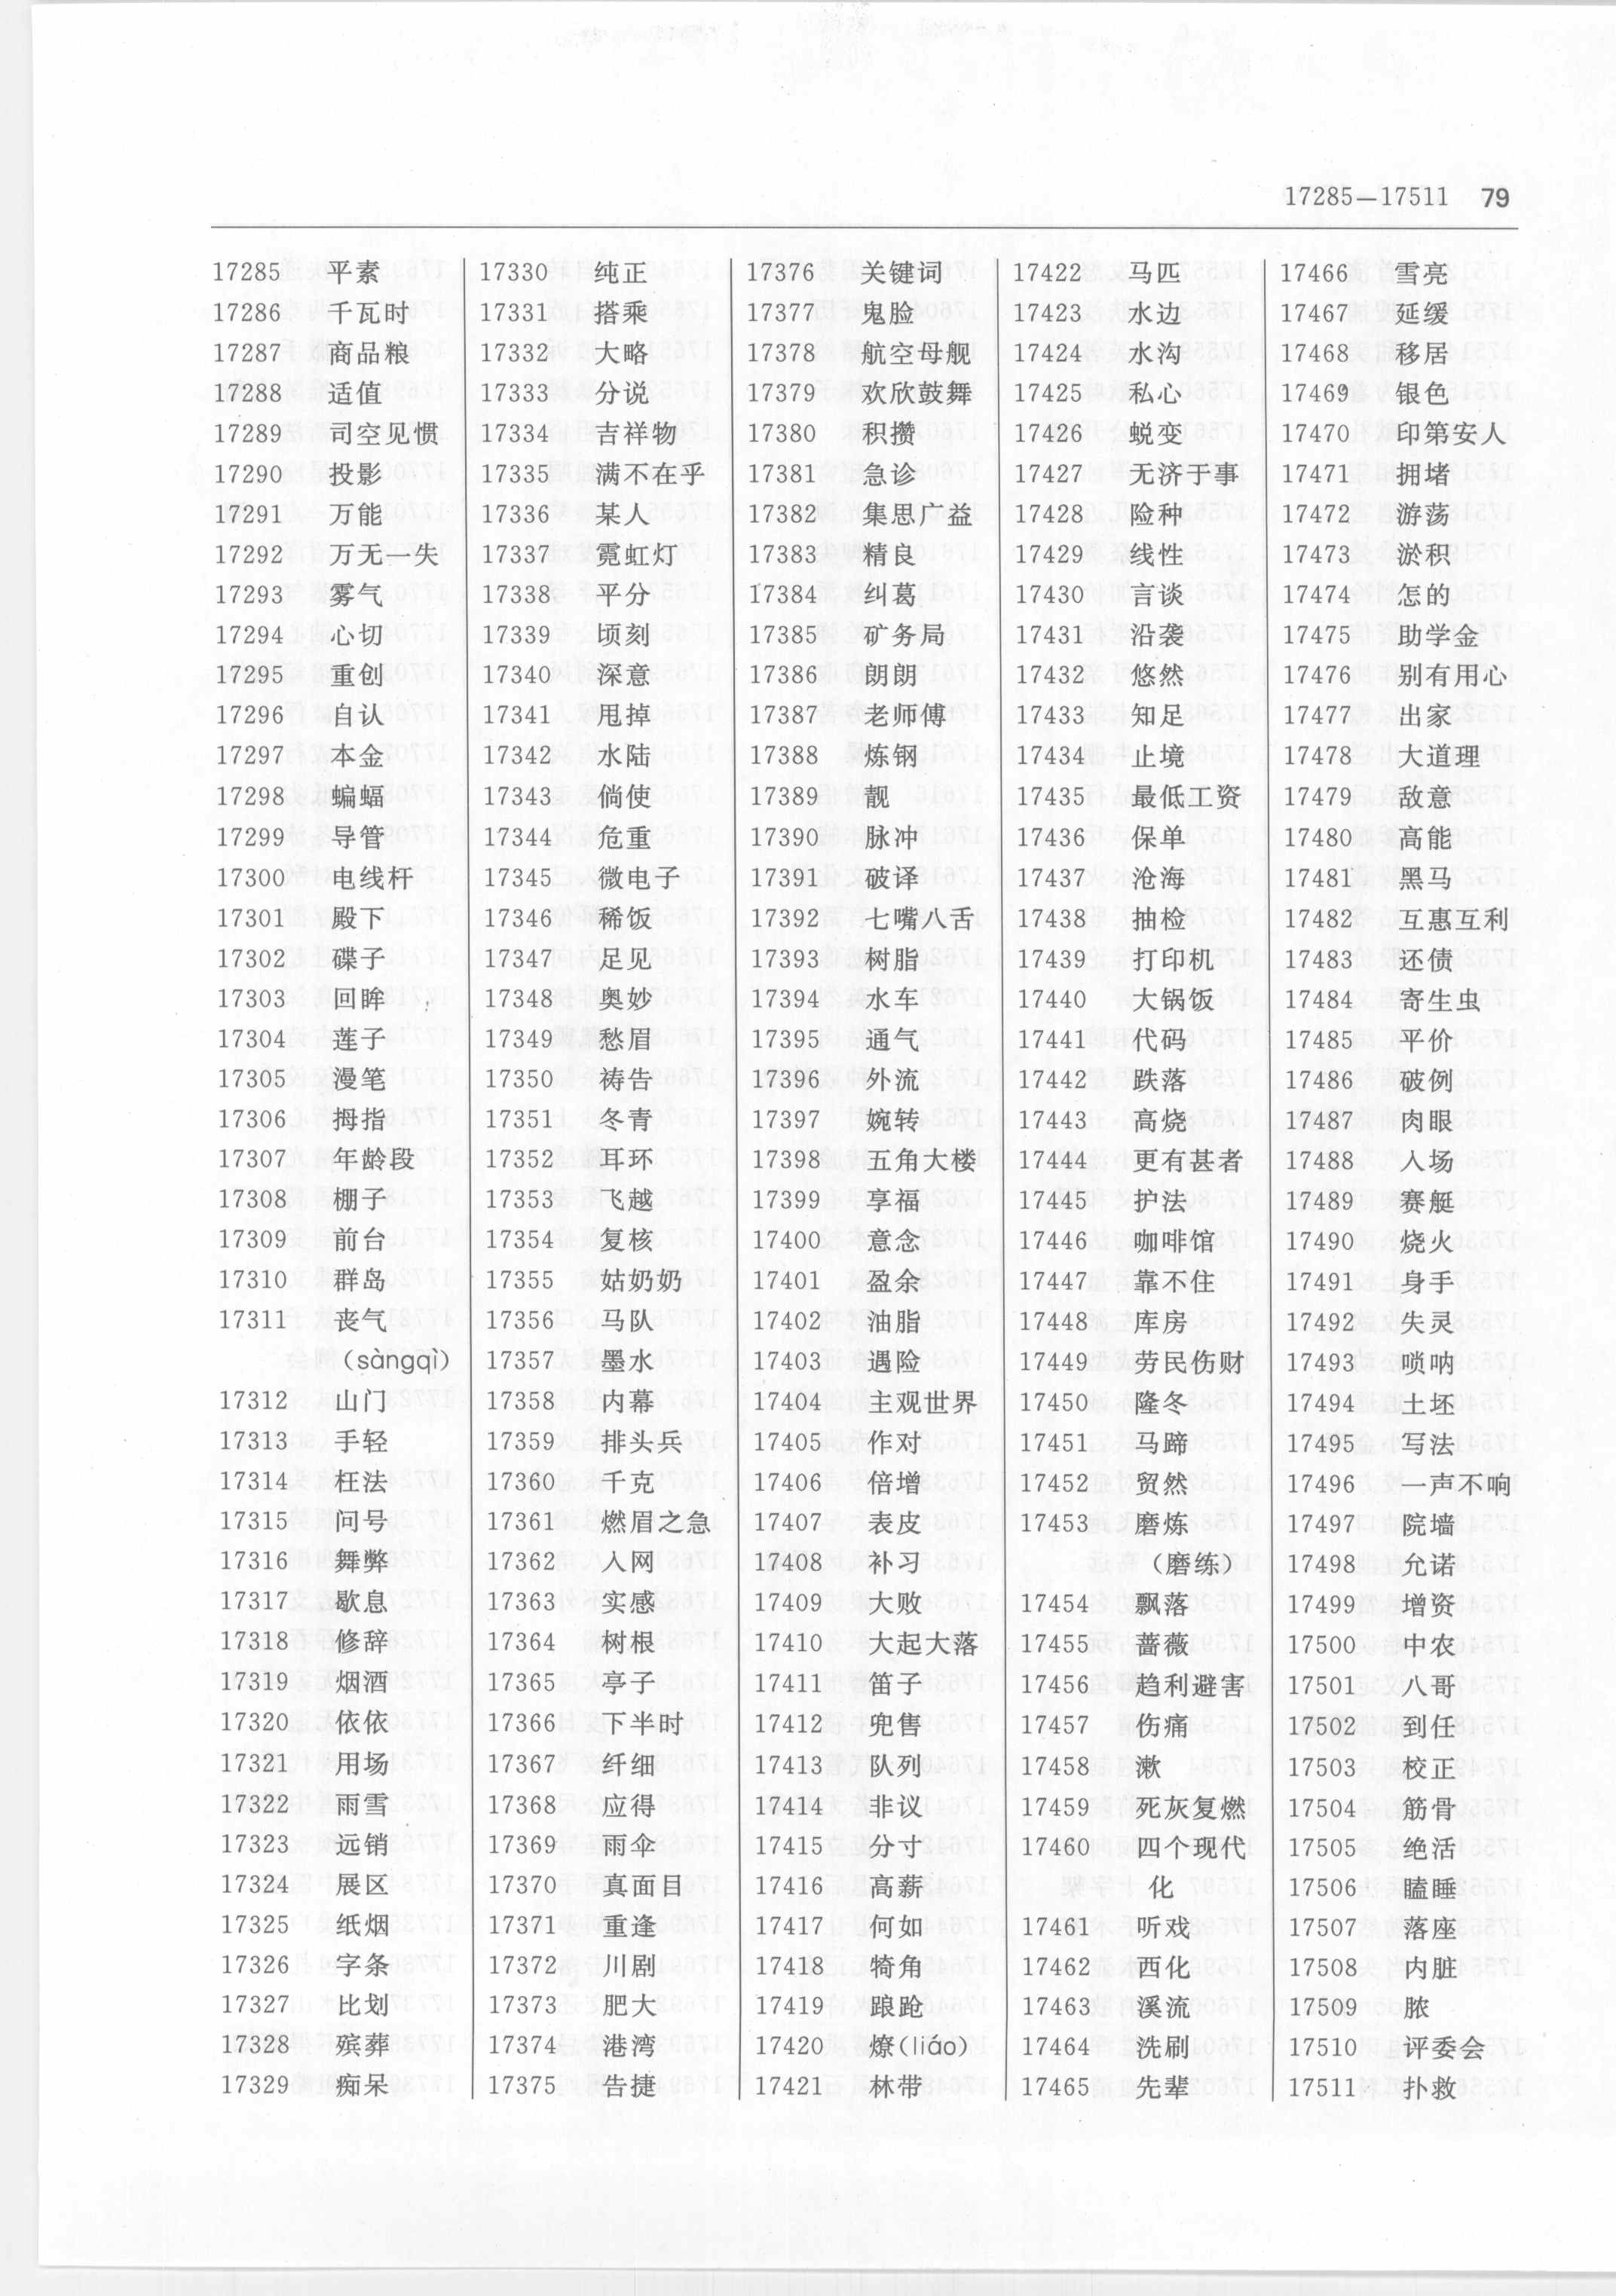 17285—17511 79
17285 平素
17286 千瓦时
17287 商品粮
17288 适值
17289 司空见惯
17290 投影
17291 万能
17292 万无一失
17293 雾气
17294 心切
17295 重创
17296 自认
17297 本金
17298 蝙蝠
17299 导管
17300 电线杆
17301 殿下
17302 碟子
17303 回眸
17304 莲子
17305 漫笔
17306 拇指
17307 年龄段
17308 棚子
17309 前台
17310 群岛
17311 丧气
(sàngqì)
17312 山门
17313 手轻
17314 枉法
17315 问号
17316 舞弊
17317 歇息
17318 修辞
17319 烟酒
17320 依依
17321 用场
17322 雨雪
17323 远销
17324 展区
17325 纸烟
17326 字条
17327 比划
17328 殡葬
17329 痴呆
17330 纯正
17331 搭乘
17332 大略
17333 分说
17334 吉祥物
17335 满不在乎
17336 某人
17337 霓虹灯
17338 平分
17339 顷刻
17340 深意
17341 甩掉
17342 水陆
17343 倘使
17344 危重
17345 微电子
17346 稀饭
17347 足见
17348 奥妙
17349 愁眉
17350 祷告
17351 冬青
17352 耳环
17353 飞越
17354 复核
17355 姑奶奶
17356 马队
17357 墨水
17358 内幕
17359 排头兵
17360 千克
17361 燃眉之急
17362 入网
17363 实感
17364 树根
17365 亭子
17366 下半时
17367 纤细
17368 应得
17369 雨伞
17370 真面目
17371 重逢
17372 川剧
17373 肥大
17374 港湾
17375 告捷
17376 关键词
17377 鬼脸
17378 航空母舰
17379 欢欣鼓舞
17380 积攒
17381 急诊
17382 集思广益
17383 精良
17384 纠葛
17385 矿务局
17386 朗朗
17387 老师傅
17388 炼钢
17389 靓
17390 脉冲
17391 破译
17392 七嘴八舌
17393 树脂
17394 水车
17395 通气
17396 外流
17397 婉转
17398 五角大楼
17399 享福
17400 意念
17401 盈余
17402 油脂
17403 遇险
17404 主观世界
17405 作对
17406 倍增
17407 表皮
17408 补习
17409 大败
17410 大起大落
17411 笛子
17412 兜售
17413 队列
17414 非议
17415 分寸
17416 高薪
17417 何如
17418 犄角
17419 踉跄
17420 燎(liáo)
17421 林带
17422 马匹
17423 水边
17424 水沟
17425 私心
17426 蜕变
17427 无济于事
17428 险种
17429 线性
17430 言谈
17431 沿袭
17432 悠然
17433 知足
17434 止境
17435 最低工资
17436 保单
17437 沧海
17438 抽检
17439 打印机
17440 大锅饭
17441 代码
17442 跌落
17443 高烧
17444 更有甚者
17445 护法
17446 咖啡馆
17447 靠不住
17448 库房
17449 劳民伤财
17450 隆冬
17451 马蹄
17452 贸然
17453 磨炼
(磨练)
17454 飘落
17455 蔷薇
17456 趋利避害
17457 伤痛
17458 漱
17459 死灰复燃
17460 四个现代
化
17461 听戏
17462 西化
17463 溪流
17464 洗刷
17465 先辈
17466 雪亮
17467 延缓
17468 移居
17469 银色
17470 印第安人
17471 拥堵
17472 游荡
17473 淤积
17474 怎的
17475 助学金
17476 别有用心
17477 出家
17478 大道理
17479 敌意
17480 高能
17481 黑马
17482 互惠互利
17483 还债
17484 寄生虫
17485 平价
17486 破例
17487 肉眼
17488 入场
17489 赛艇
17490 烧火
17491 身手
17492 失灵
17493 唢呐
17494 土坯
17495 写法
17496 一声不响
17497 院墙
17498 允诺
17499 增资
17500 中农
17501 八哥
17502 到任
17503 校正
17504 筋骨
17505 绝活
17506 瞌睡
17507 落座
17508 内脏
17509 脓
17510 评委会
17511 扑救